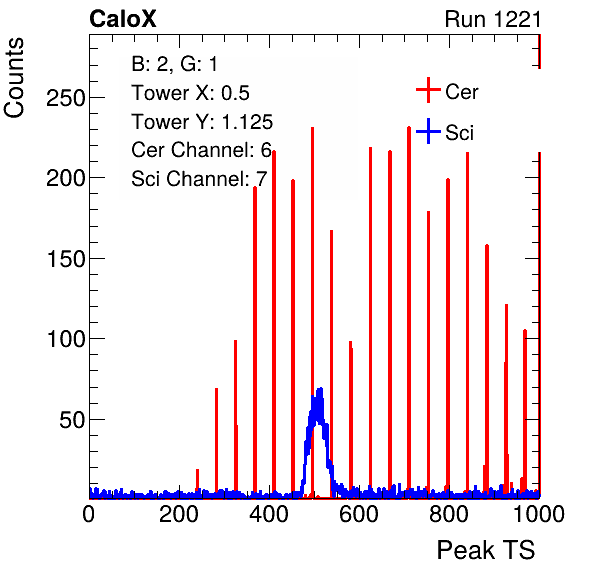 CaloX Run 1221
Counts
B: 2, G: 1
Tower X: 0.5
Tower Y: 1.125
Cer Channel: 6
Sci Channel: 7
Cer
Sci
250
200
150
100
50
0 200 400 600 800 1000
Peak TS